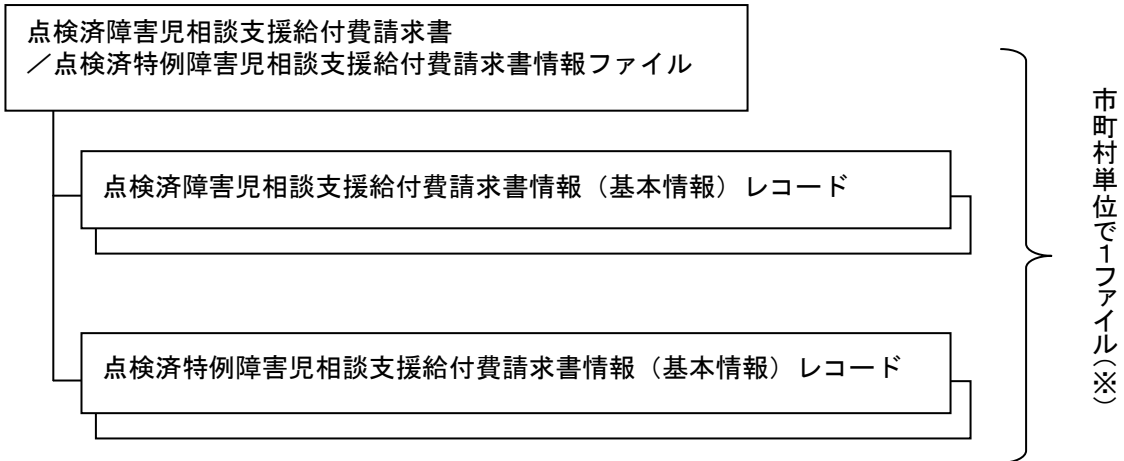 点検済障害児相談支援給付費請求書
／点検済特例障害児相談支援給付費請求書情報ファイル
点検済障害児相談支援給付費請求書情報（基本情報）レコード
点検済特例障害児相談支援給付費請求書情報（基本情報）レコード
市町村単位で１ファイル（※）